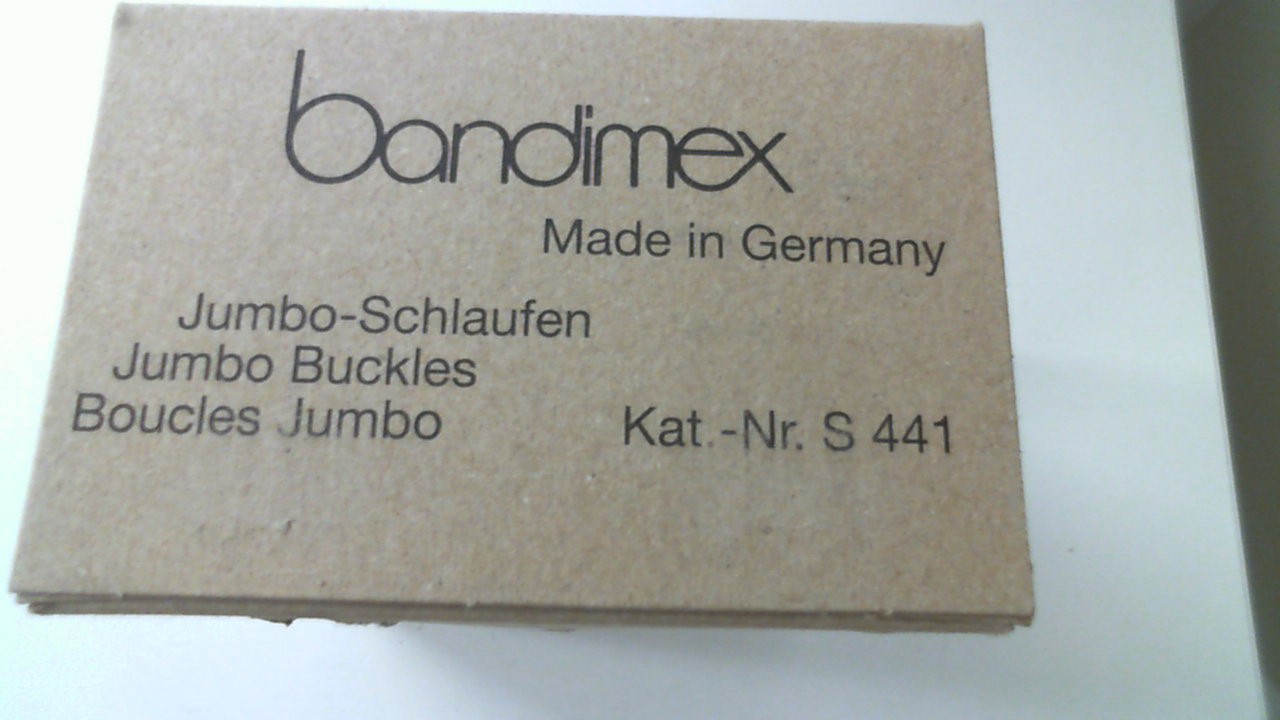 bandimex
Made in Germany
Jumbo-Schlaufen
Jumbo Buckles
Boucles Jumbo
Kat.-Nr. S 441